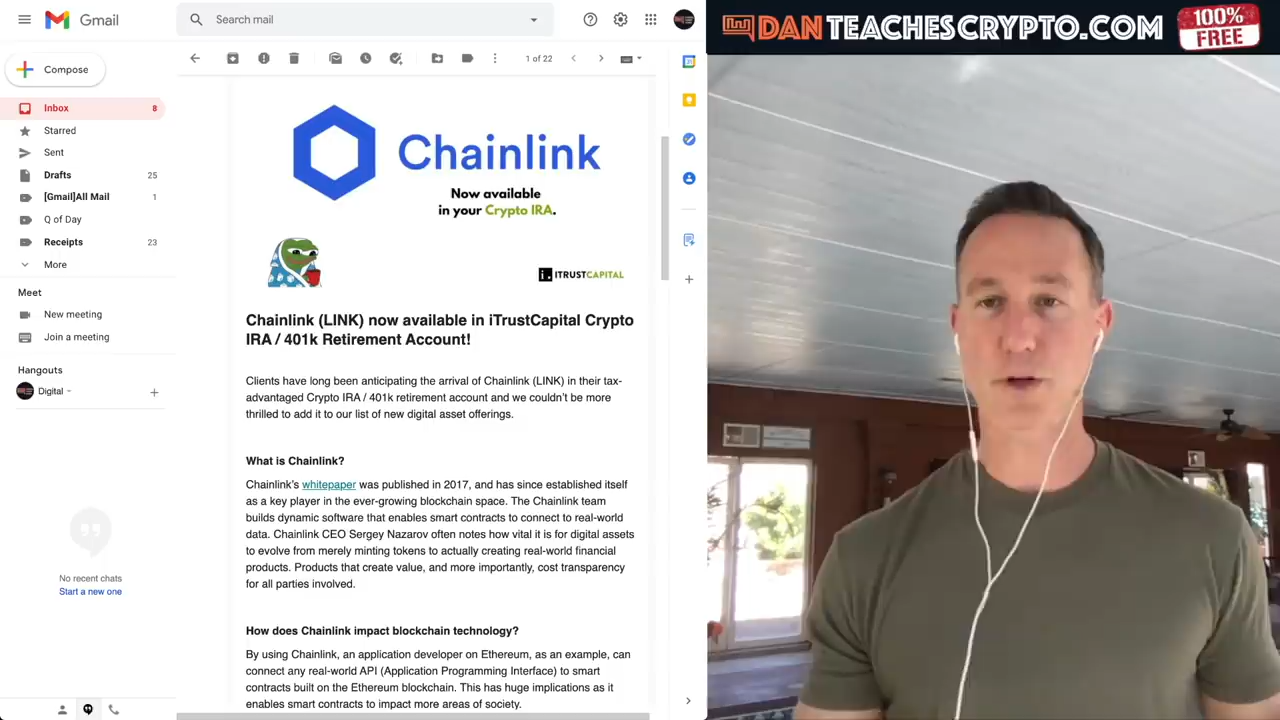 Gmail
Search mail
Compose
1 of 22
Inbox 8
Starred
Sent
Drafts 25
[Gmail]All Mail 1
Q of Day
Receipts 23
More
Meet
New meeting
Join a meeting
Hangouts
Digital
No recent chats
Start a new one
Chainlink
Now available
in your Crypto IRA.
i. ITRUSTCAPITAL
Chainlink (LINK) now available in iTrustCapital Crypto
IRA / 401k Retirement Account!
Clients have long been anticipating the arrival of Chainlink (LINK) in their tax-
advantaged Crypto IRA / 401k retirement account and we couldn't be more
thrilled to add it to our list of new digital asset offerings.
What is Chainlink?
Chainlink's whitepaper was published in 2017, and has since established itself
as a key player in the ever-growing blockchain space. The Chainlink team
builds dynamic software that enables smart contracts to connect to real-world
data. Chainlink CEO Sergey Nazarov often notes how vital it is for digital assets
to evolve from merely minting tokens to actually creating real-world financial
products. Products that create value, and more importantly, cost transparency
for all parties involved.
How does Chainlink impact blockchain technology?
By using Chainlink, an application developer on Ethereum, as an example, can
connect any real-world API (Application Programming Interface) to smart
contracts built on the Ethereum blockchain. This has huge implications as it
enables smart contracts to impact more areas of society.
DAN TEACHESCRYPTO.COM
100%
FREE